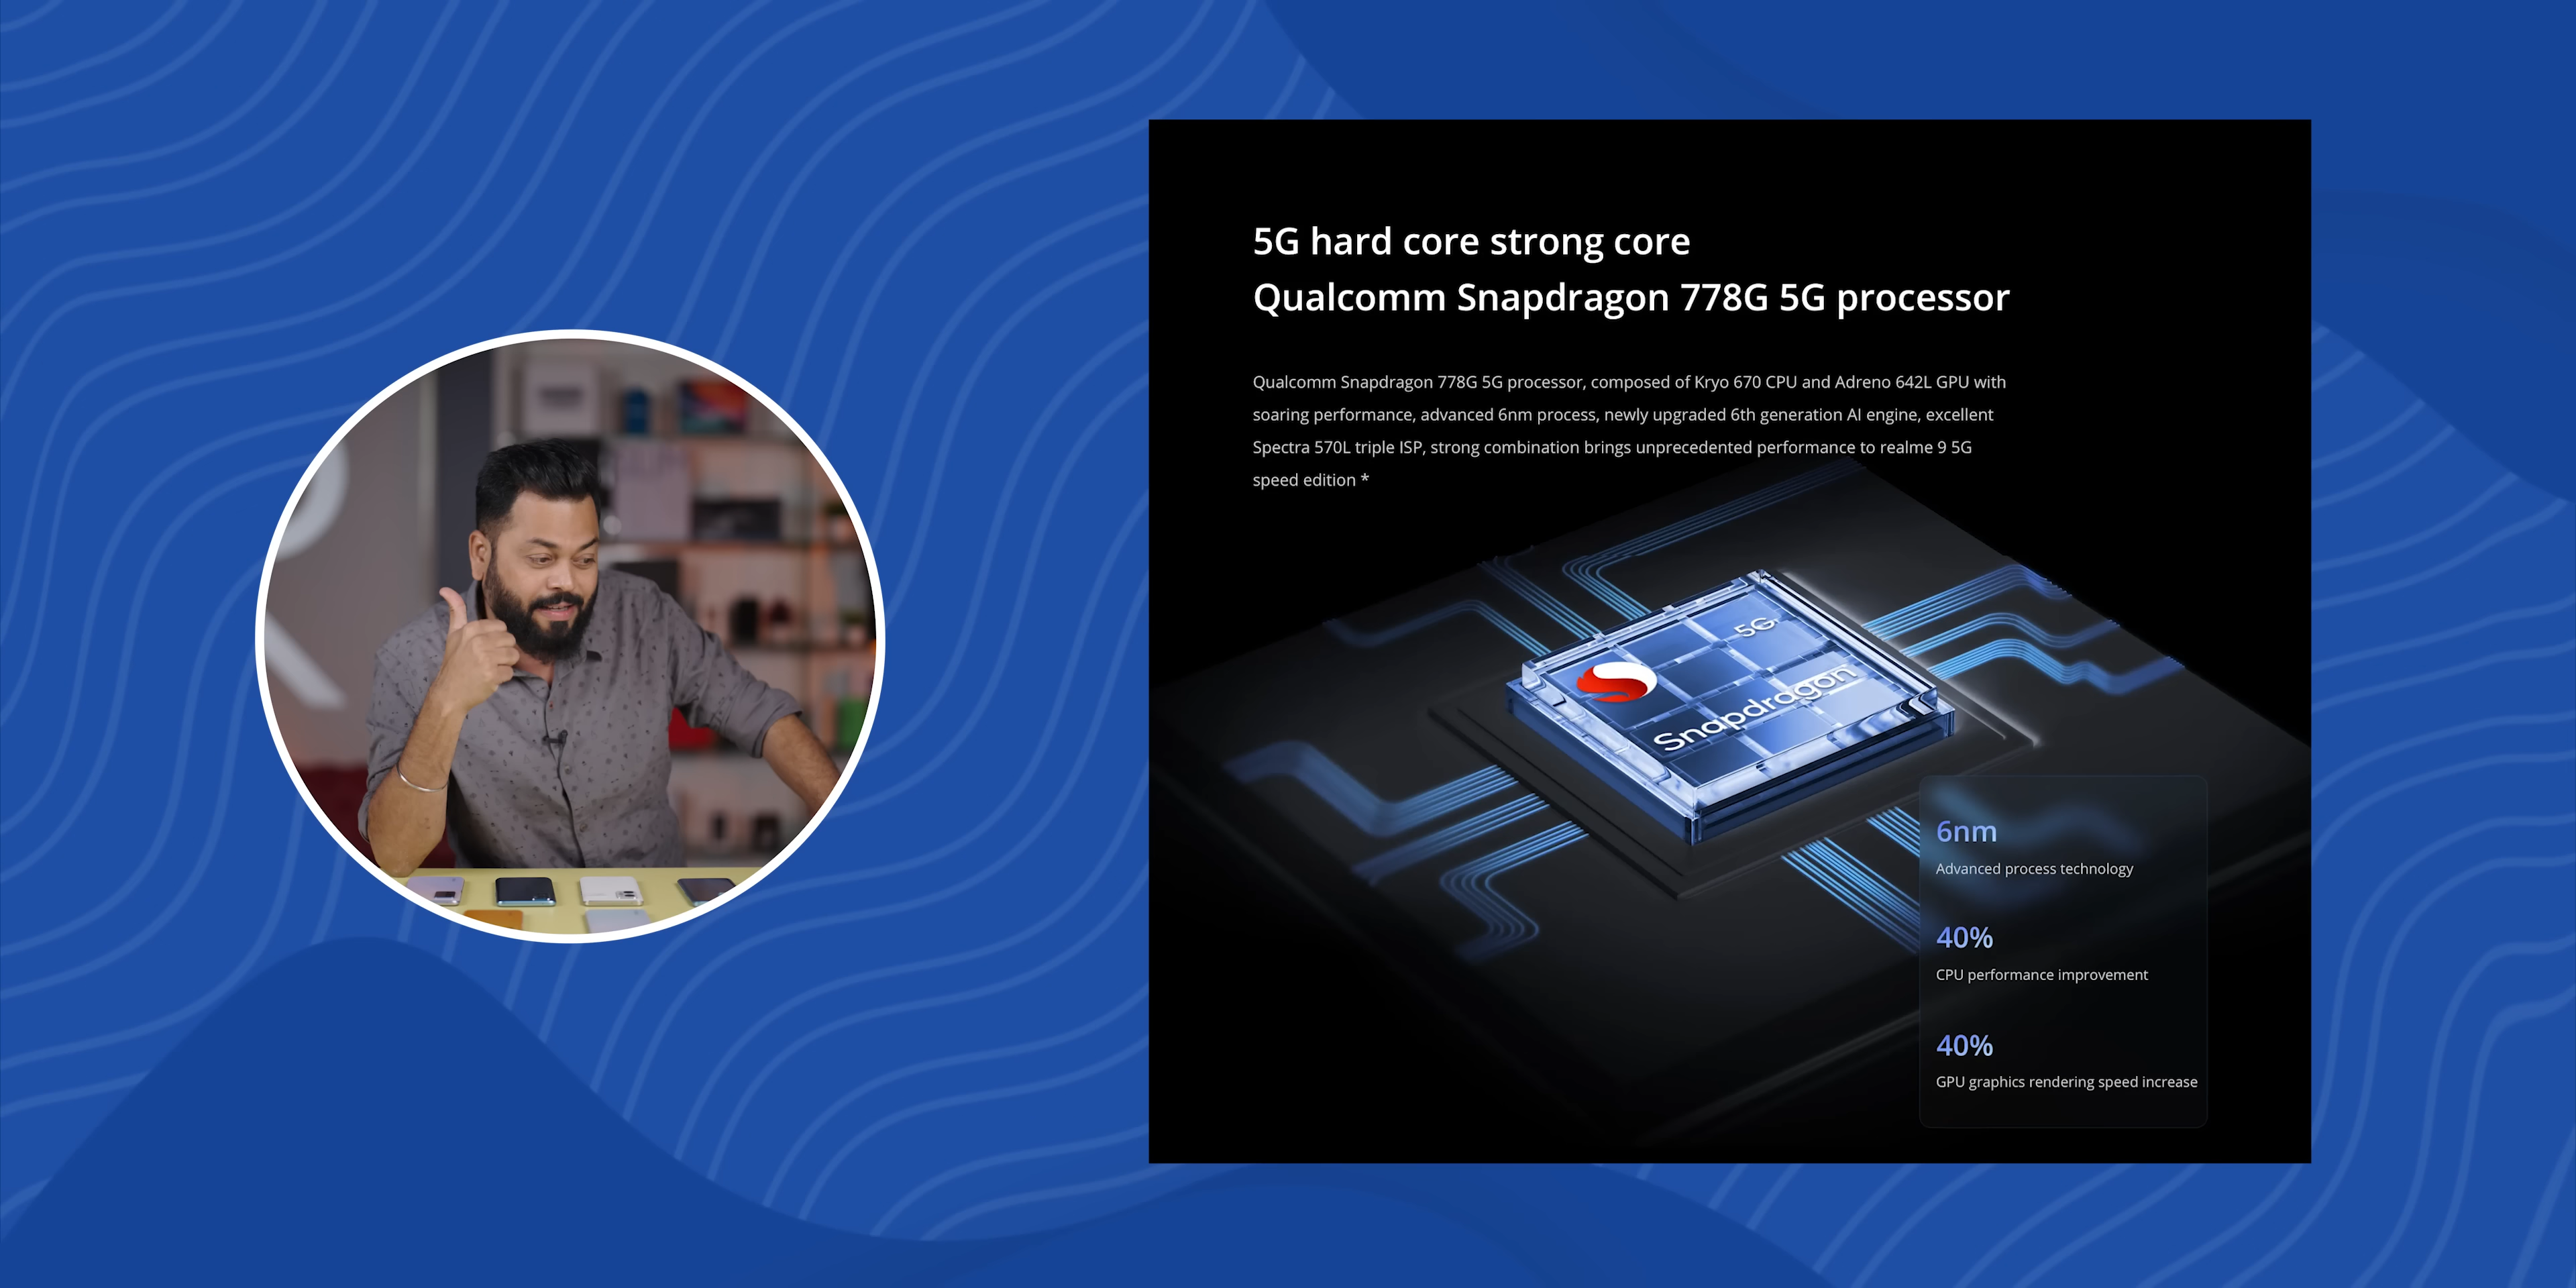 5G hard core strong core
Qualcomm Snapdragon 778G 5G processor
Qualcomm Snapdragon 778G 5G processor, composed of Kryo 670 CPU and Adreno 642L GPU with
soaring performance, advanced 6nm process, newly upgraded 6th generation AI engine, excellent
Spectra 570L triple ISP, strong combination brings unprecedented performance to realme 9 5G
speed edition *
5G
Snapdragon
6nm
Advanced process technology
40%
CPU performance improvement
40%
GPU graphics rendering speed increase